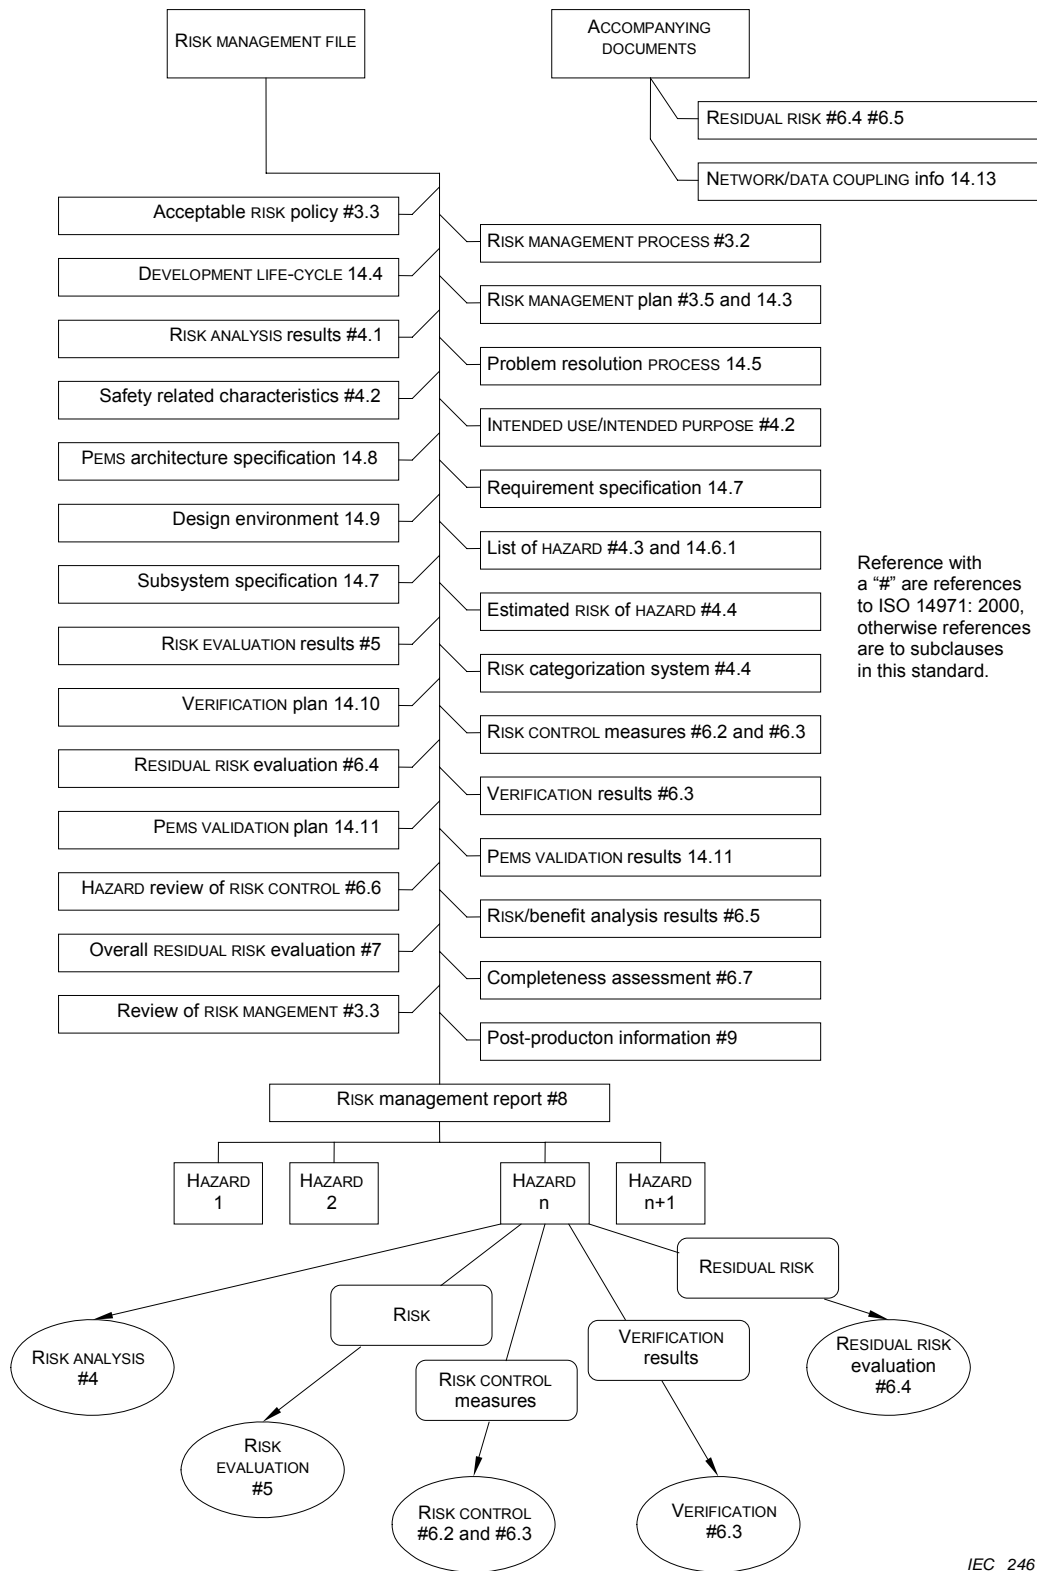 RISK MANAGEMENT FILE
ACCOMPANYING
DOCUMENTS
RESIDUAL RISK #6.4 #6.5
NETWORK/DATA COUPLING info 14.13
Acceptable RISK policy #3.3
RISK MANAGEMENT PROCESS #3.2
DEVELOPMENT LIFE-CYCLE 14.4
RISK MANAGEMENT plan #3.5 and 14.3
RISK ANALYSIS results #4.1
Problem resolution PROCESS 14.5
Safety related characteristics #4.2
INTENDED USE/INTENDED PURPOSE #4.2
PEMS architecture specification 14.8
Requirement specification 14.7
Design environment 14.9
List of HAZARD #4.3 and 14.6.1
Subsystem specification 14.7
Estimated RISK of HAZARD #4.4
Reference with
a “#” are references
to ISO 14971: 2000,
otherwise references
are to subclauses
in this standard.
RISK EVALUATION results #5
RISK categorization system #4.4
VERIFICATION plan 14.10
RISK CONTROL measures #6.2 and #6.3
RESIDUAL RISK evaluation #6.4
VERIFICATION results #6.3
PEMS VALIDATION plan 14.11
PEMS VALIDATION results 14.11
HAZARD review of RISK CONTROL #6.6
RISK/benefit analysis results #6.5
Overall RESIDUAL RISK evaluation #7
Completeness assessment #6.7
Review of RISK MANGEMENT #3.3
Post-producton information #9
RISK management report #8
HAZARD
1
HAZARD
2
HAZARD
n
HAZARD
n+1
RESIDUAL RISK
RISK
VERIFICATION
results
RISK CONTROL
measures
RISK ANALYSIS
#4
RESIDUAL RISK
evaluation
#6.4
RISK
EVALUATION
#5
RISK CONTROL
#6.2 and #6.3
VERIFICATION
#6.3
IEC 246